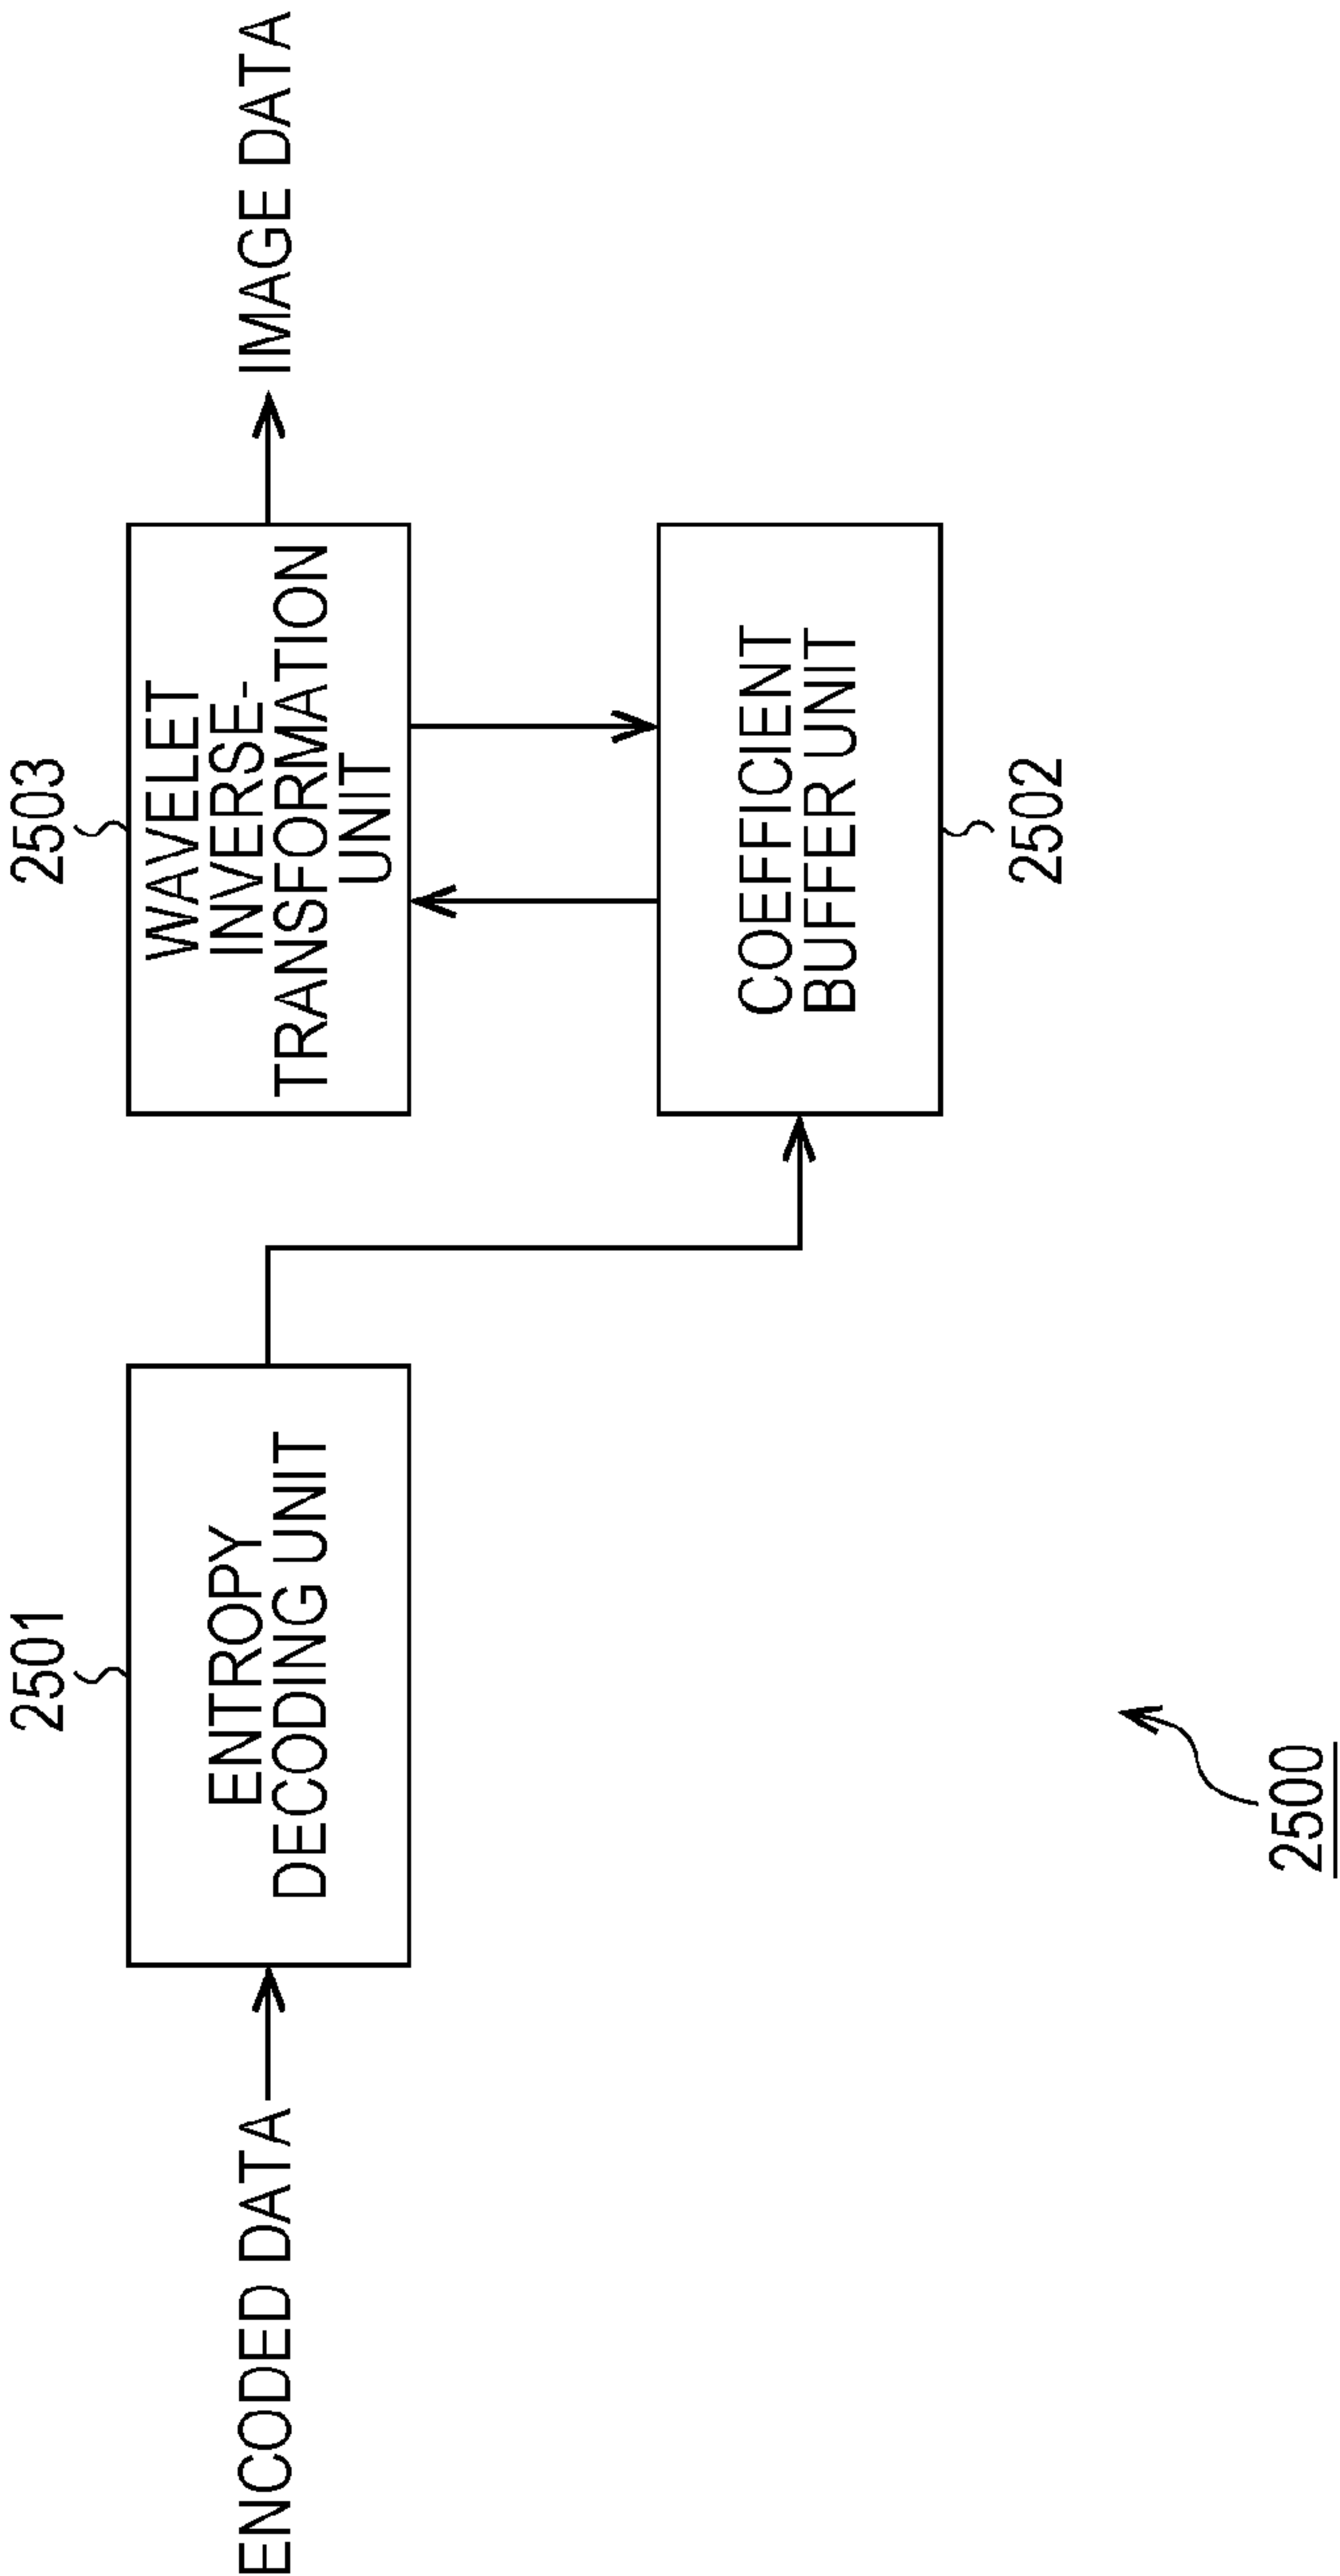 2501
2503
ENCODED DATA
ENTROPY
DECODING UNIT
WAVELET
INVERSE-
TRANSFORMATION
UNIT
IMAGE DATA
COEFFICIENT
BUFFER UNIT
2502
2500